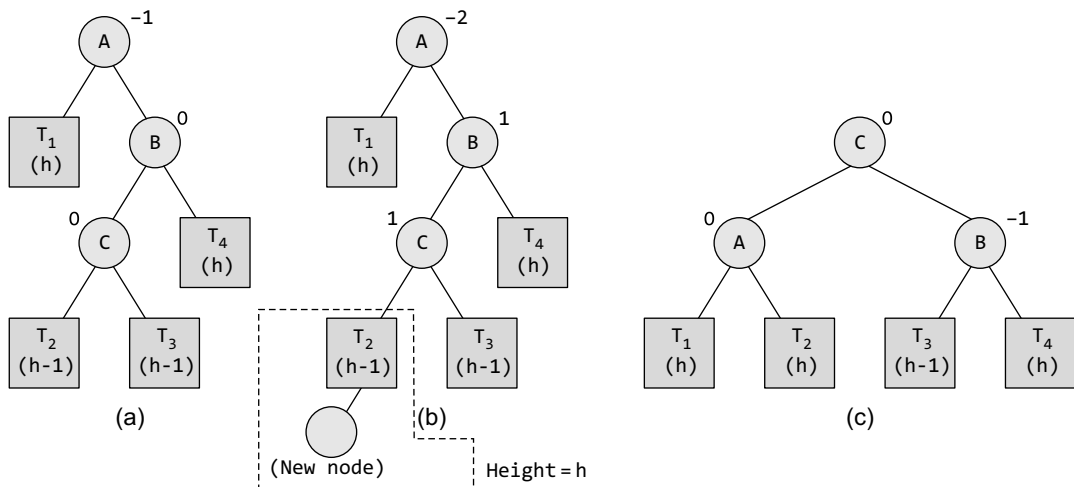 A −1
T1 (h)
B 0
C 0
T4 (h)
T2 (h-1)
T3 (h-1)
(a)
A −2
T1 (h)
B 1
C 1
T4 (h)
T2 (h-1)
T3 (h-1)
(b)
(New node)
Height = h
C 0
A 0
B −1
T1 (h)
T2 (h)
T3 (h-1)
T4 (h)
(c)